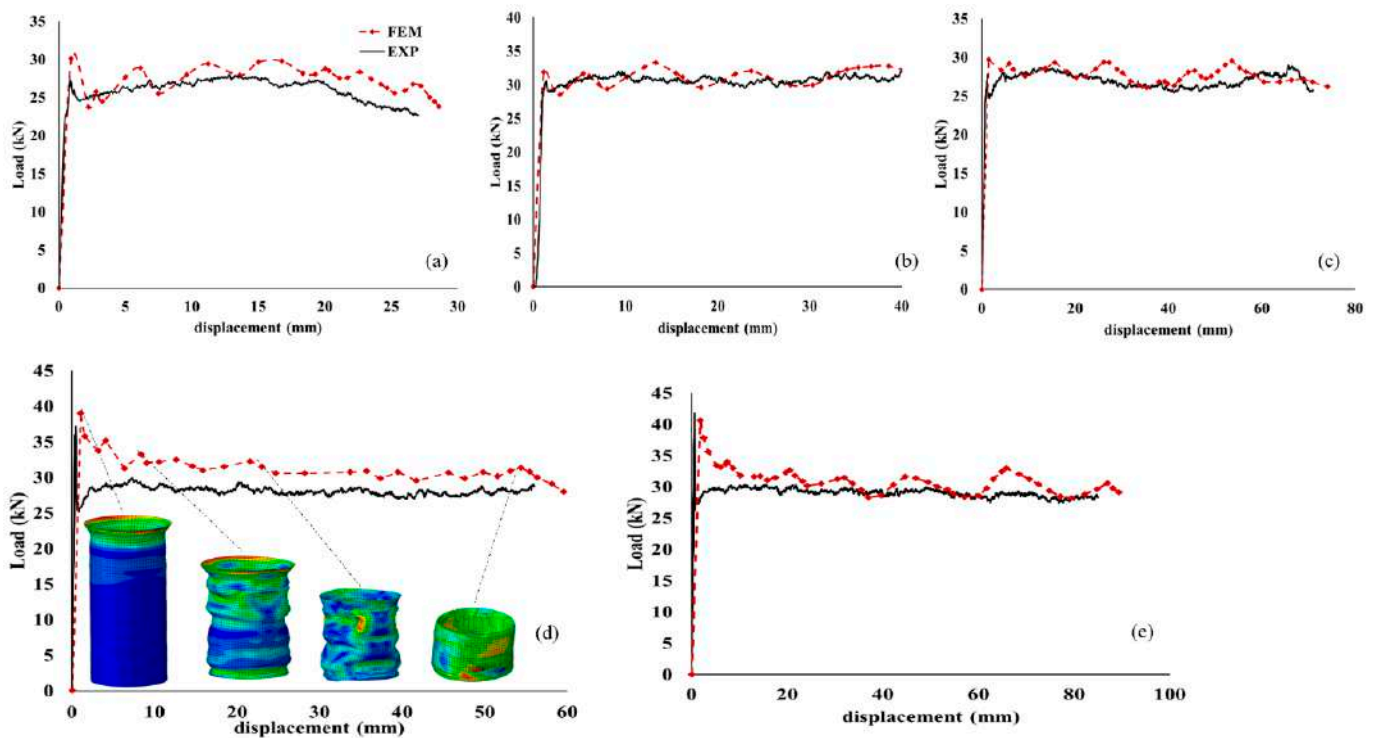 35
30
25
20
15
10
5
0
Load (kN)
FEM
EXP
(a)
0 5 10 15 20 25 30
displacement (mm)
40
35
30
25
20
15
10
5
0
Load (kN)
(b)
0 10 20 30 40
displacement (mm)
35
30
25
20
15
10
5
0
Load (kN)
(c)
0 20 40 60 80
displacement (mm)
45
40
35
30
25
20
15
10
5
0
Load (kN)
(d)
0 10 20 30 40 50 60
displacement (mm)
45
40
35
30
25
20
15
10
5
0
Load (kN)
(e)
0 20 40 60 80 100
displacement (mm)